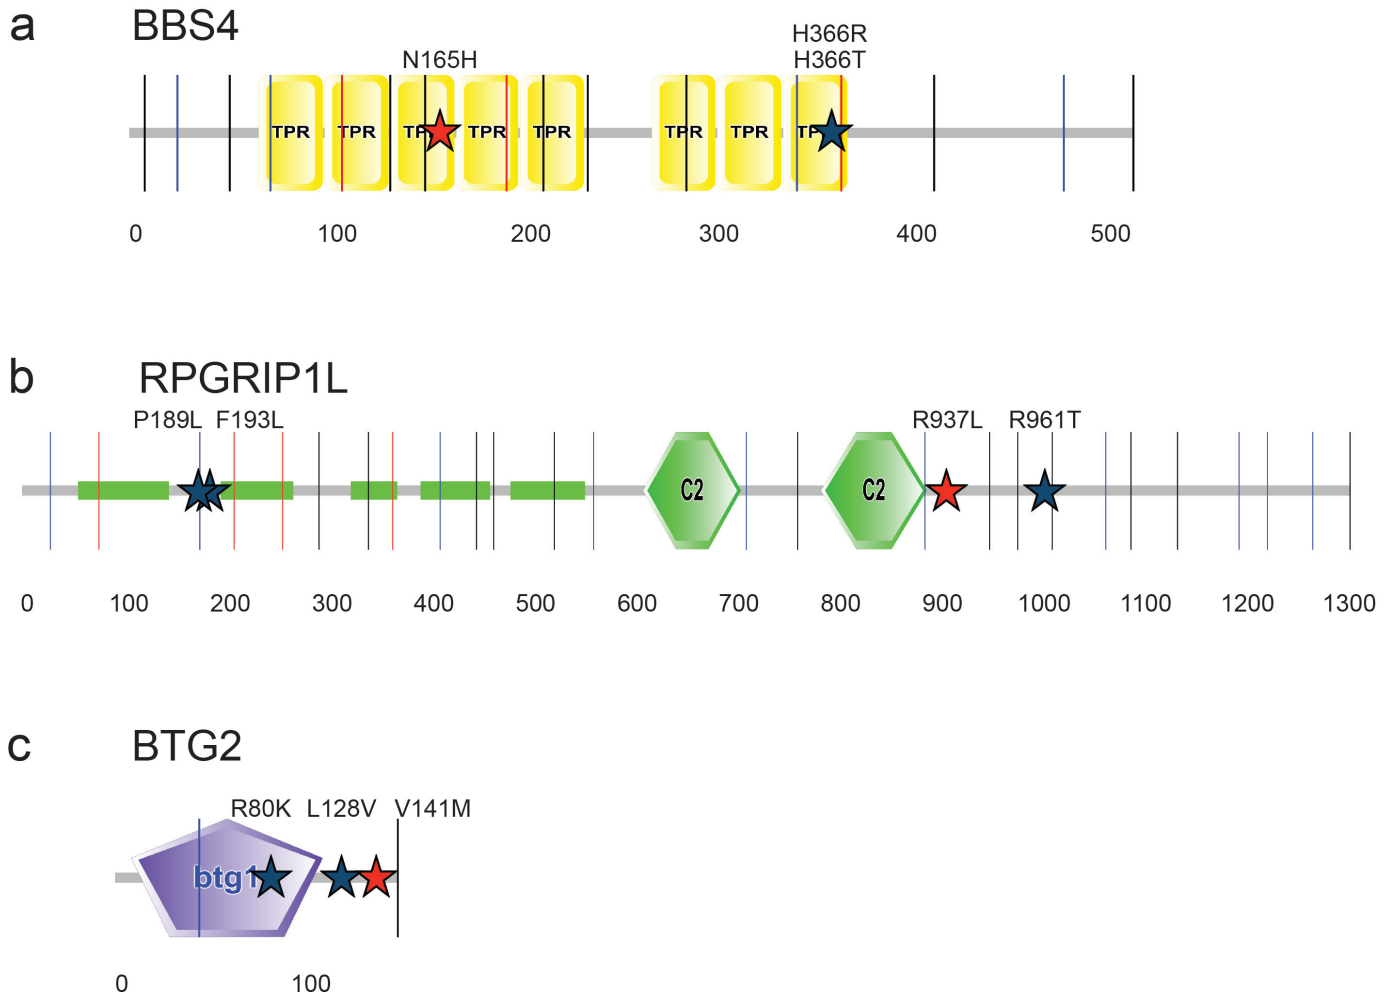 a BBS4
H366R
N165H H366T
TPR TPR TPR TPR TPR TPR TPR TP
0 100 200 300 400 500
b RPGRIP1L
P189L F193L R937L R961T
C2 C2
0 100 200 300 400 500 600 700 800 900 1000 1100 1200 1300
c BTG2
R80K L128V V141M
btg1
0 100